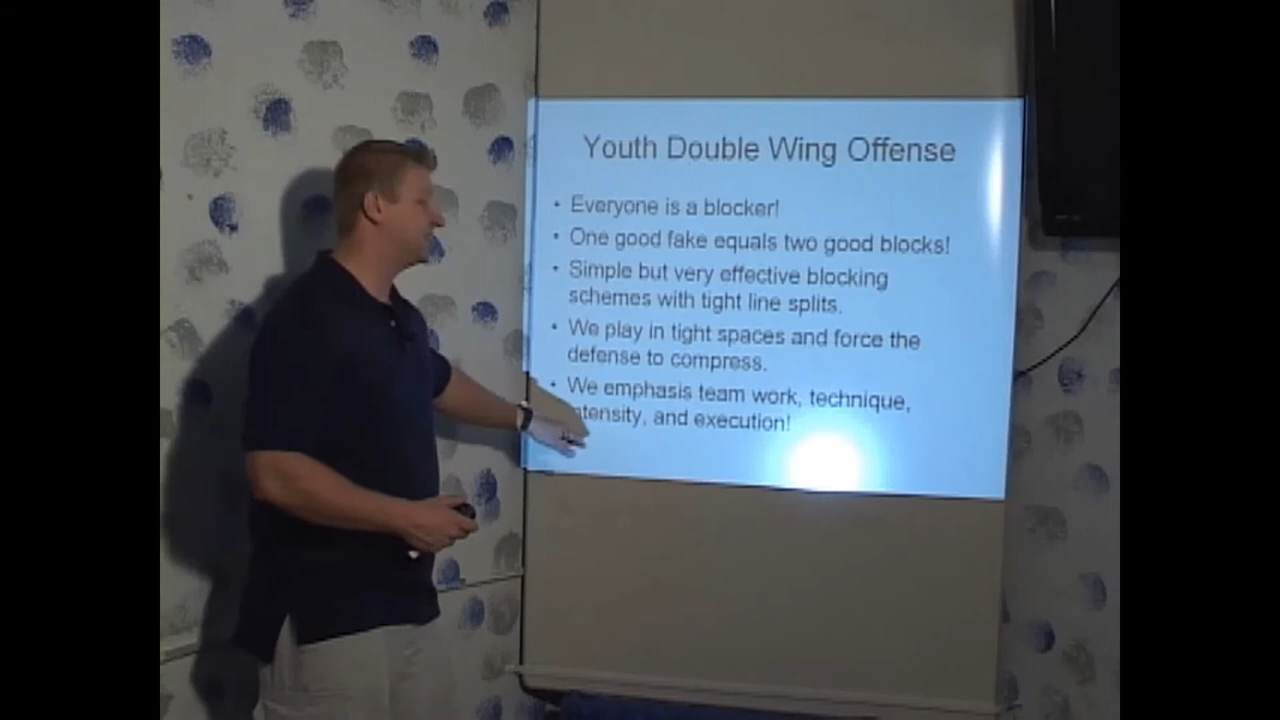 Youth Double Wing Offense
• Everyone is a blocker!
• One good fake equals two good blocks!
• Simple but very effective blocking
schemes with tight line splits.
• We play in tight spaces and force the
defense to compress.
• We emphasis team work, technique,
intensity, and execution!